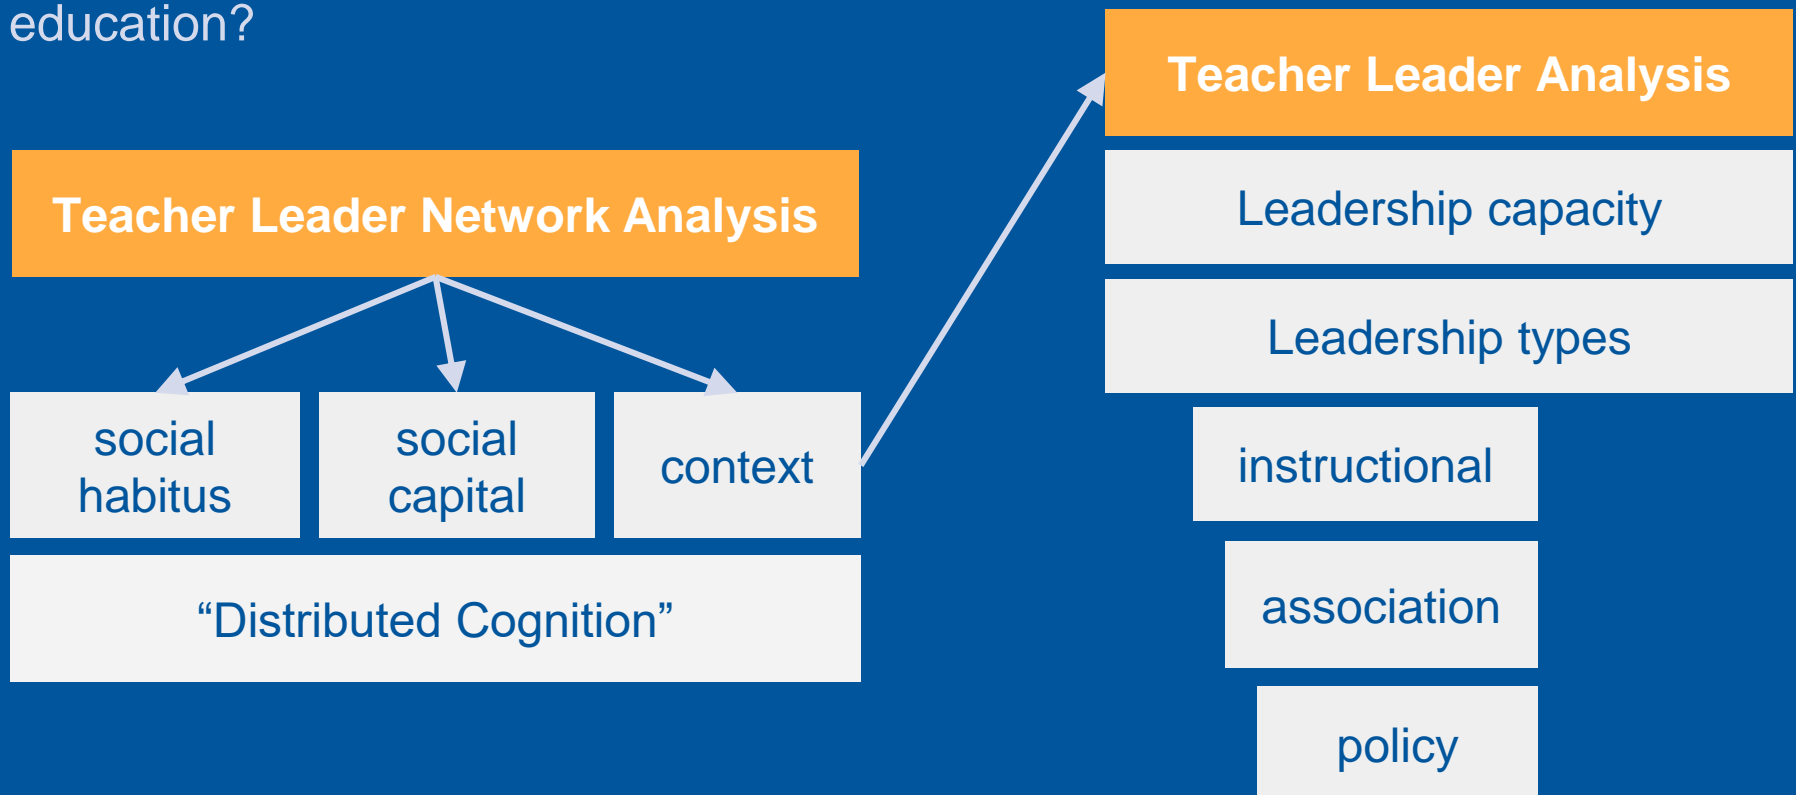 education?
Teacher Leader Network Analysis
social
habitus
social
capital
context
“Distributed Cognition”
Teacher Leader Analysis
Leadership capacity
Leadership types
instructional
association
policy